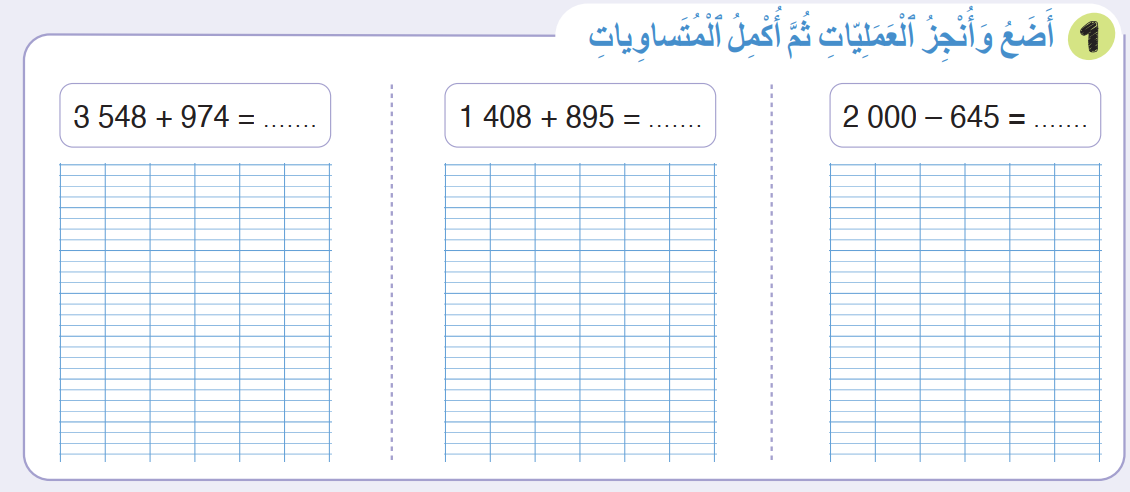 1 أَضَعُ وَأُنْجِزُ ٱلْعَمَلِيّاتِ ثُمَّ أُكْمِلُ ٱلْمُتَساوِياتِ
3 548 + 974 = .......
1 408 + 895 = .......
2 000 – 645 = .......